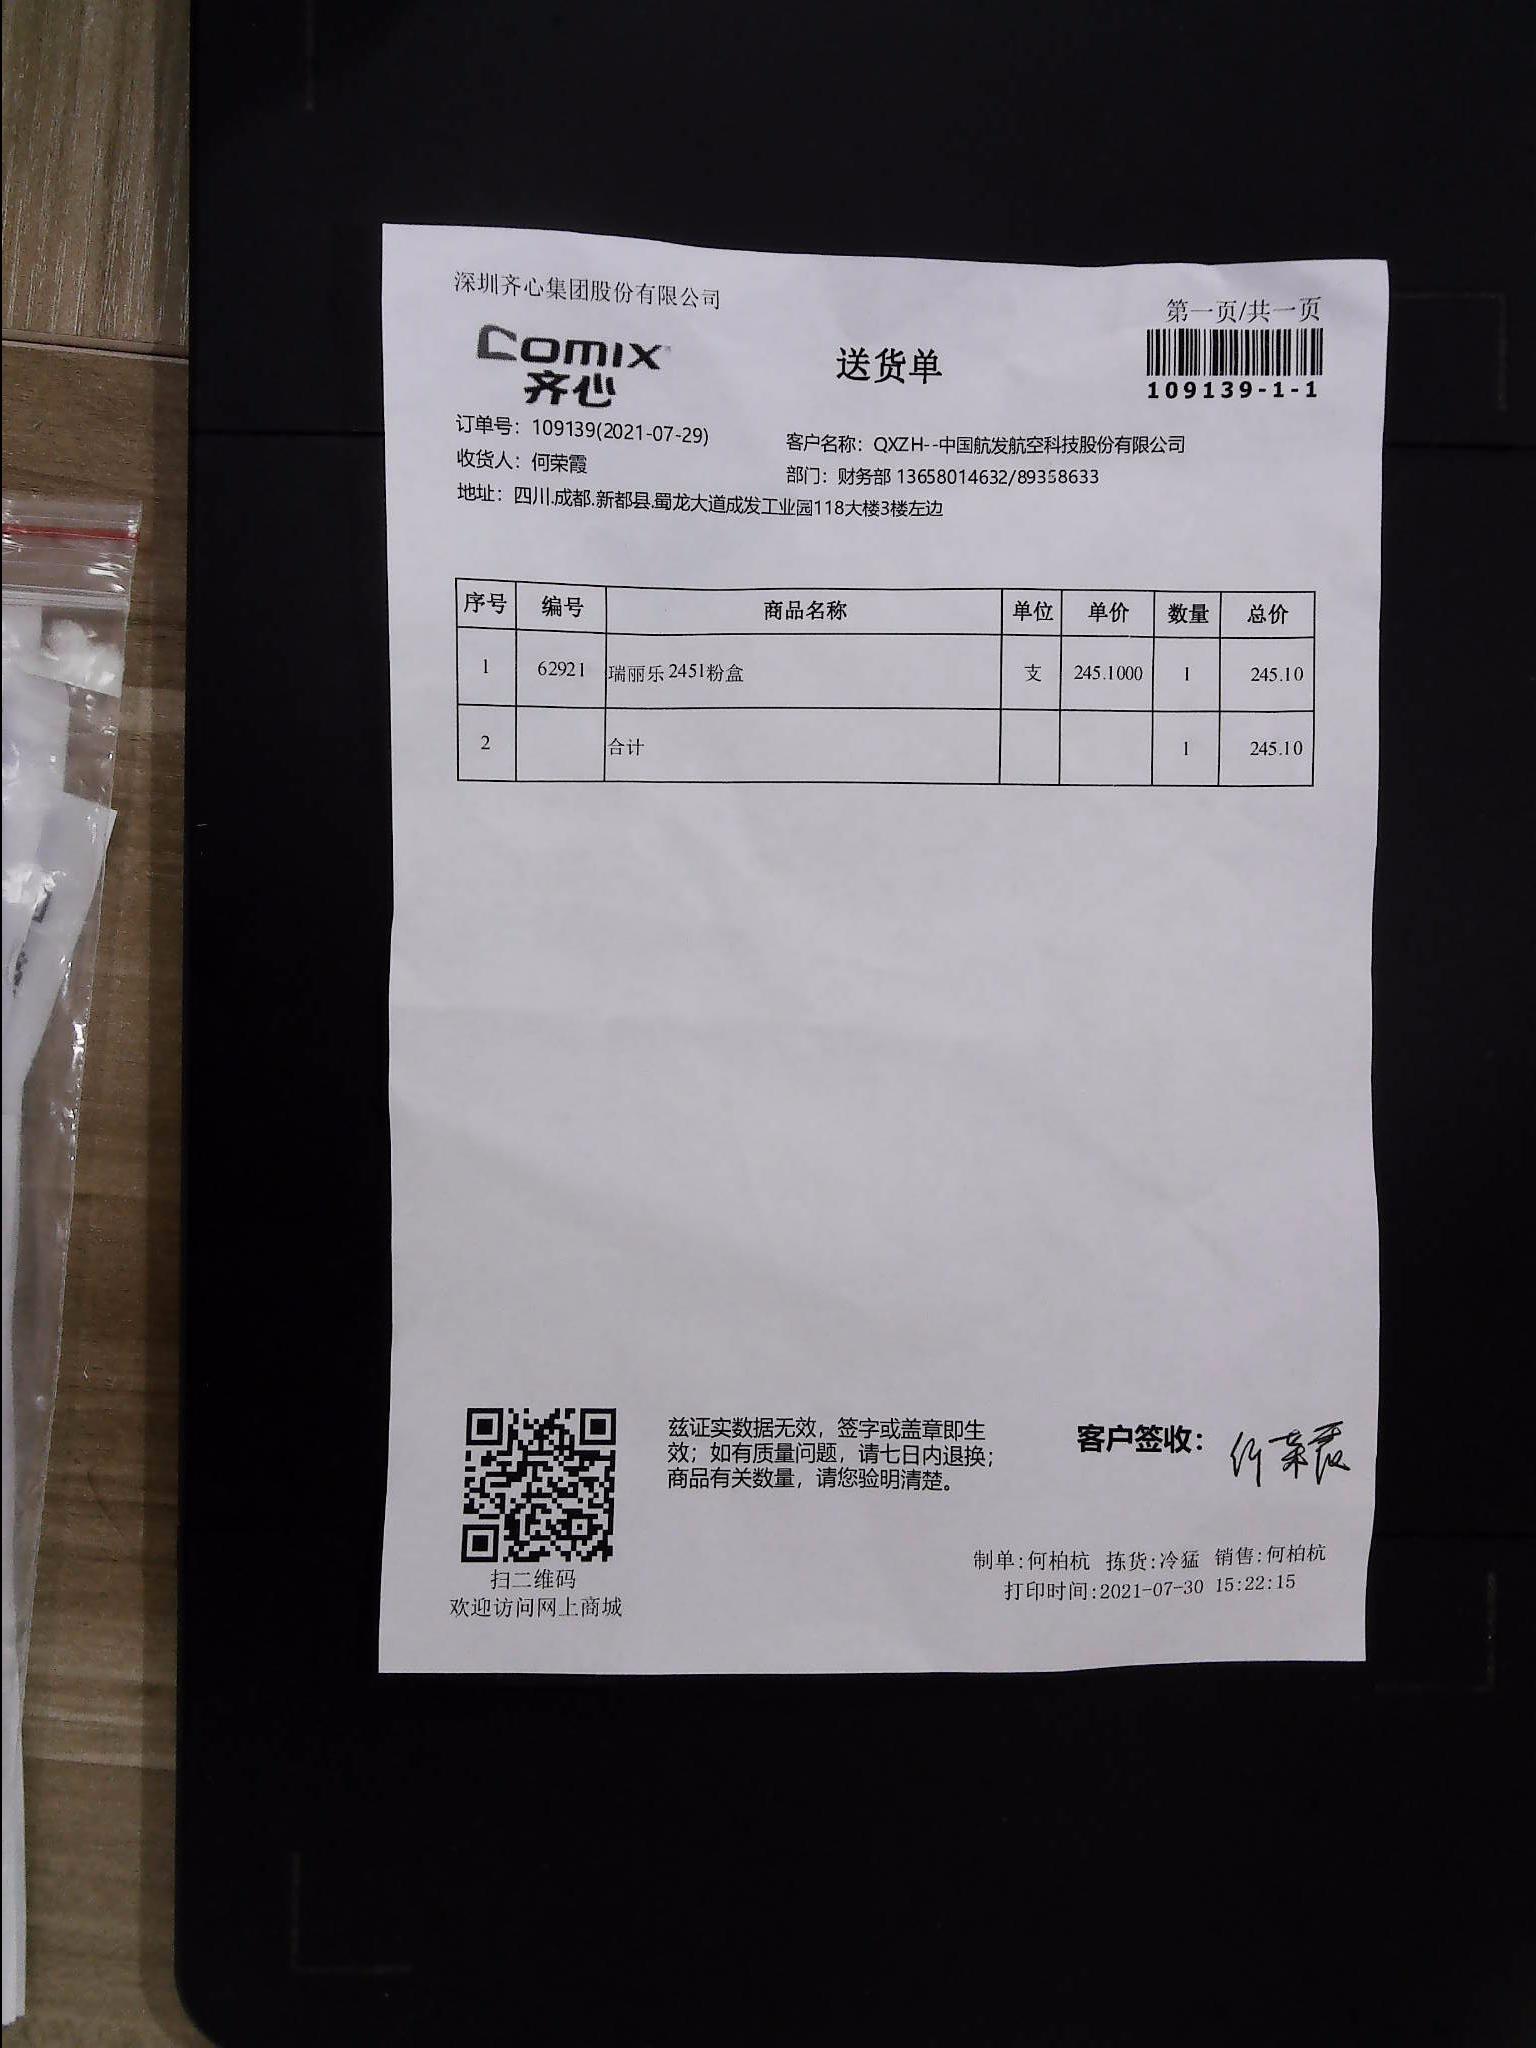 深圳齐心集团股份有限公司
第一页/共一页
Comix
齐心
送货单
109139-1-1
订单号：109139(2021-07-29)
客户名称：QXZH--中国航发航空科技股份有限公司
收货人：何荣霞
部门：财务部 13658014632/89358633
地址：四川.成都.新都县.蜀龙大道成发工业园118大楼3楼左边
序号 编号 商品名称 单位 单价 数量 总价
1 62921 瑞丽乐 2451粉盒 支 245.1000 1 245.10
2 合计 1 245.10
兹证实数据无效，签字或盖章即生
效；如有质量问题，请七日内退换；
商品有关数量，请您验明清楚。
客户签收：何荣霞
扫二维码
欢迎访问网上商城
制单:何柏杭 拣货:冷猛 销售:何柏杭
打印时间:2021-07-30 15:22:15